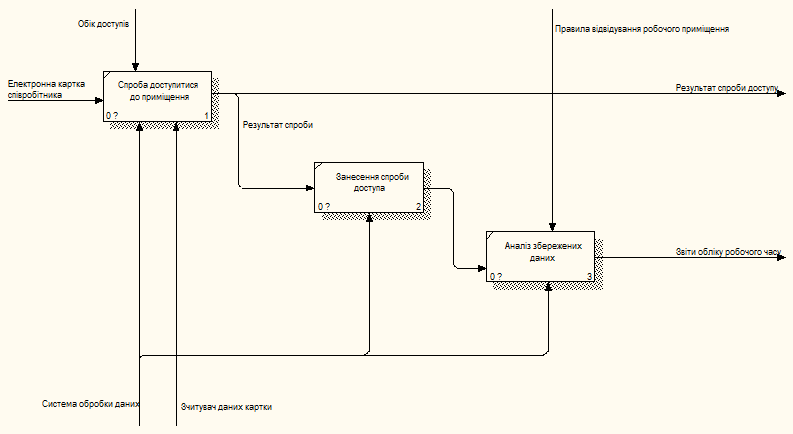 Обік доступів
Правила відвідування робочого приміщення
Електронна картка
співробітника
Спроба доступитися
до приміщення
0 ?
1
Результат спроби доступу
Результат спроби
Занесення спроби
доступа
0 ?
2
Аналіз збережених
даних
0 ?
3
Звіти обліку робочого часу
Система обробки даних
Зчитувач даних картки